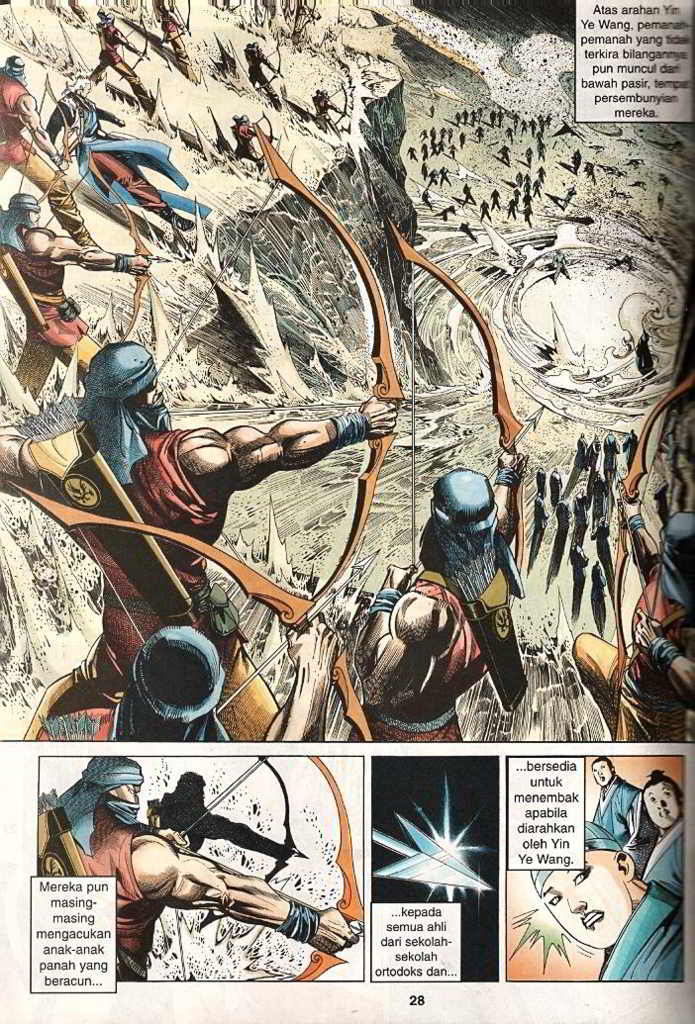 Atas arahan Yin
Ye Wang, pemanah-
pemanah yang tidak
terkira bilangannya
pun muncul dari
bawah pasir, tempat
persembunyian
mereka.
Mereka pun
masing-
masing
mengacukan
anak-anak
panah yang
beracun...
...kepada
semua ahli
dari sekolah-
sekolah
ortodoks dan...
...bersedia
untuk
menembak
apabila
diarahkan
oleh Yin
Ye Wang.
28